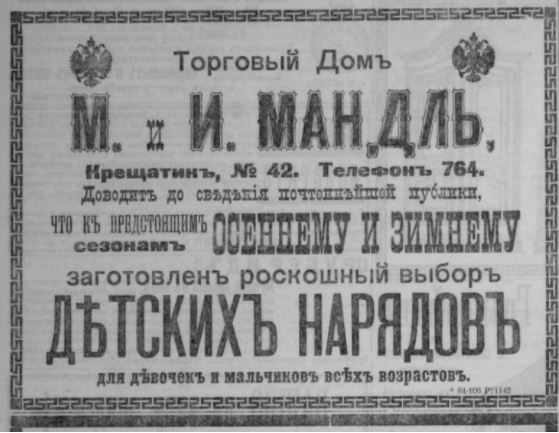 Торговый Домъ
М. и И. МАНДЛЬ,
Крещатикъ, № 42. Телефонъ 764.
Доводитъ до свѣдѣнія почтеннѣйшей публики,
что къ предстоящимъ
сезонамъ ОСЕННЕМУ И ЗИМНЕМУ
заготовленъ роскошный выборъ
ДѢТСКИХЪ НАРЯДОВЪ
для дѣвочекъ и мальчиковъ всѣхъ возрастовъ.